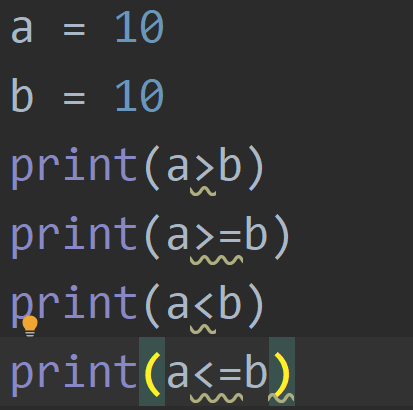 a = 10
b = 10
print(a>b)
print(a>=b)
print(a<b)
print(a<=b)